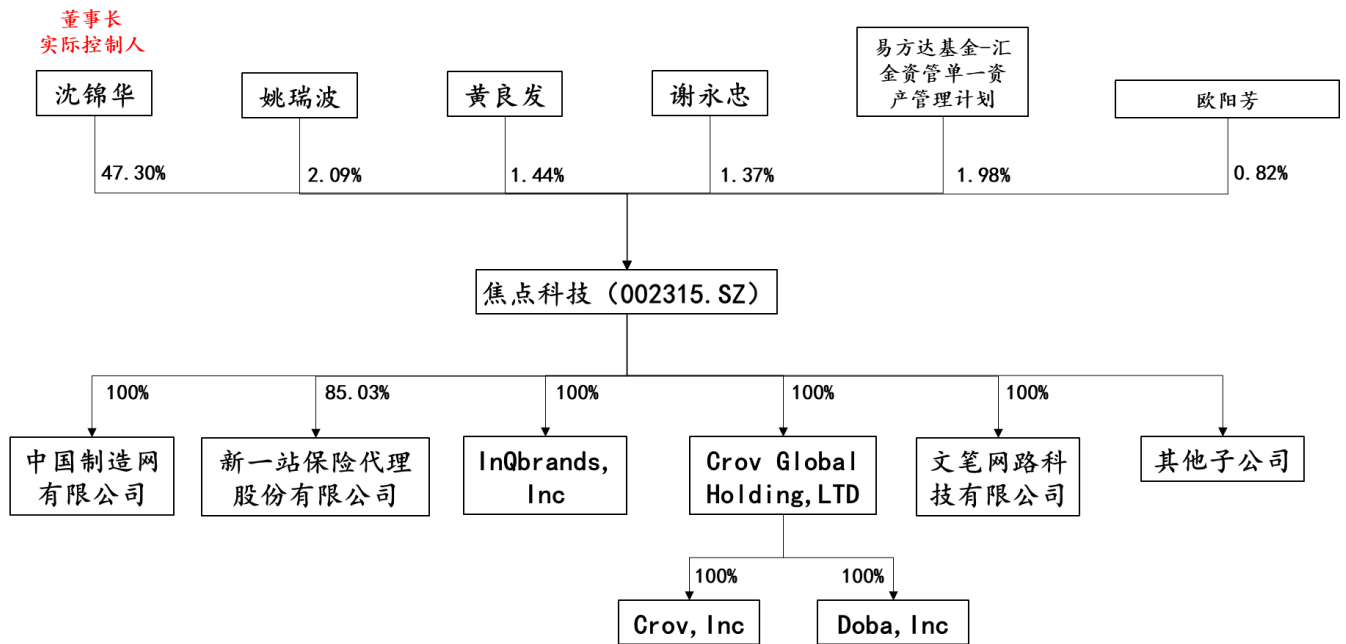 董事长
实际控制人
沈锦华
姚瑞波
黄良发
谢永忠
易方达基金-汇
金资管单一资
产管理计划
欧阳芳
47.30%
2.09%
1.44%
1.37%
1.98%
0.82%
焦点科技（002315.SZ）
100%
85.03%
100%
100%
100%
中国制造网
有限公司
新一站保险代理
股份有限公司
InQbrands,
Inc
Crov Global
Holding,LTD
文笔网路科
技有限公司
其他子公司
100%
100%
Crov,Inc
Doba,Inc